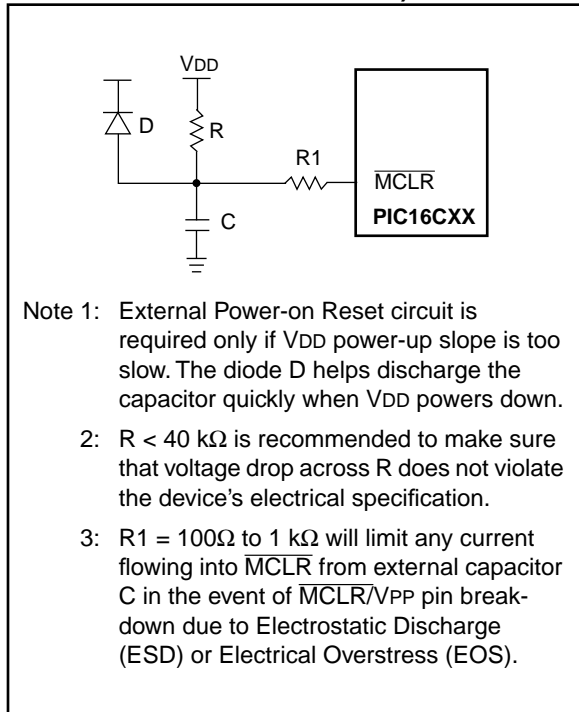 VDD
D
R
R1
MCLR
C
PIC16CXX
Note 1: External Power-on Reset circuit is
required only if VDD power-up slope is too
slow. The diode D helps discharge the
capacitor quickly when VDD powers down.
2: R < 40 kΩ is recommended to make sure
that voltage drop across R does not violate
the device's electrical specification.
3: R1 = 100Ω to 1 kΩ will limit any current
flowing into MCLR from external capacitor
C in the event of MCLR/VPP pin break-
down due to Electrostatic Discharge
(ESD) or Electrical Overstress (EOS).